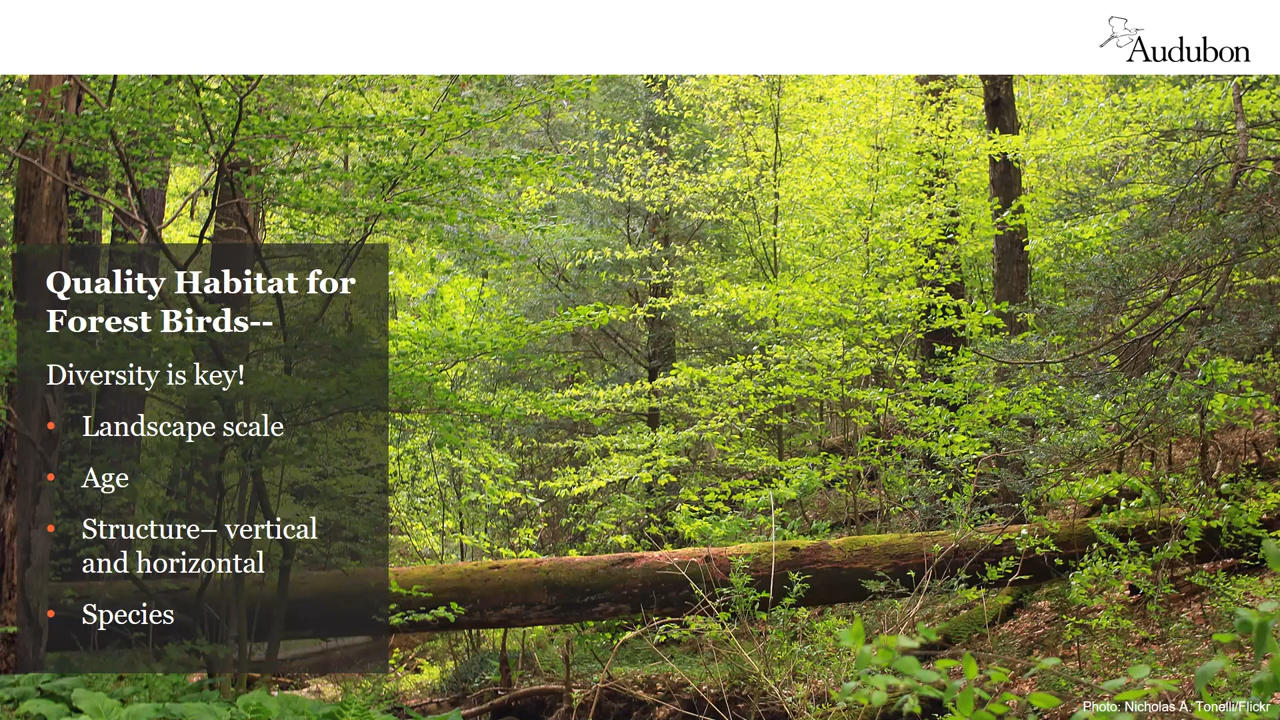 Audubon
Quality Habitat for
Forest Birds--
Diversity is key!
• Landscape scale
• Age
• Structure– vertical
and horizontal
• Species
Photo: Nicholas A. Tonelli/Flickr